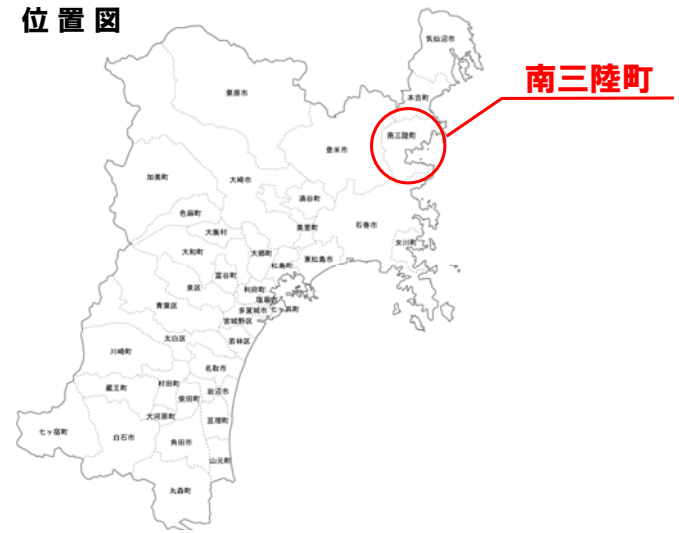 位置図
気仙沼市
南三陸町
栗原市
本吉町
南三陸町
登米市
加美町
大崎市
涌谷町
色麻町
石巻市
美里町
大衡村
女川町
大和町
大郷町
東松島市
松島町
富谷町
泉区
利府町
塩竈市
青葉区
多賀城市
七ヶ浜町
宮城野区
太白区
若林区
川崎町
名取市
蔵王町
村田町
岩沼市
柴田町
大河原町
亘理町
七ヶ宿町
白石市
角田市
山元町
丸森町